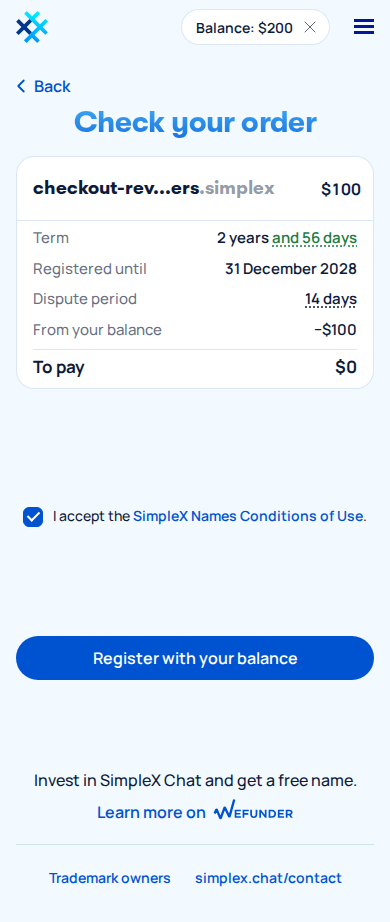 Balance: $200
Back
Check your order
checkout-rev...ers.simplex $100
Term 2 years and 56 days
Registered until 31 December 2028
Dispute period 14 days
From your balance −$100
To pay $0
I accept the SimpleX Names Conditions of Use.
Register with your balance
Invest in SimpleX Chat and get a free name.
Learn more on WEFUNDER
Trademark owners simplex.chat/contact